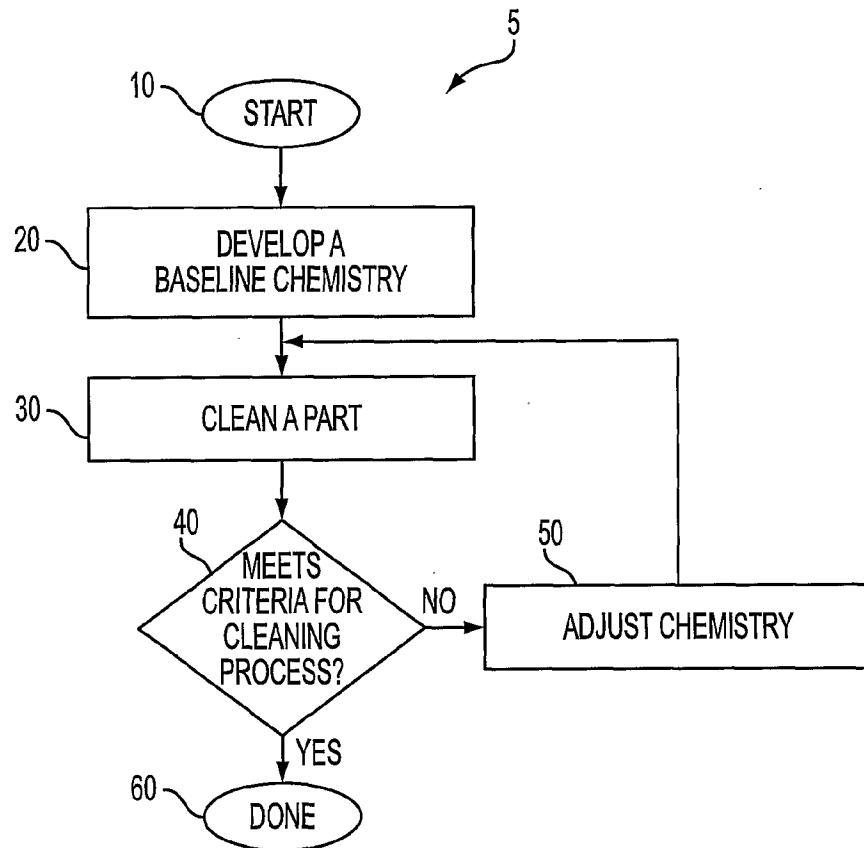 5
10
START
20
DEVELOP A
BASELINE CHEMISTRY
30
CLEAN A PART
40
MEETS
CRITERIA FOR
CLEANING
PROCESS?
NO
50
ADJUST CHEMISTRY
YES
60
DONE